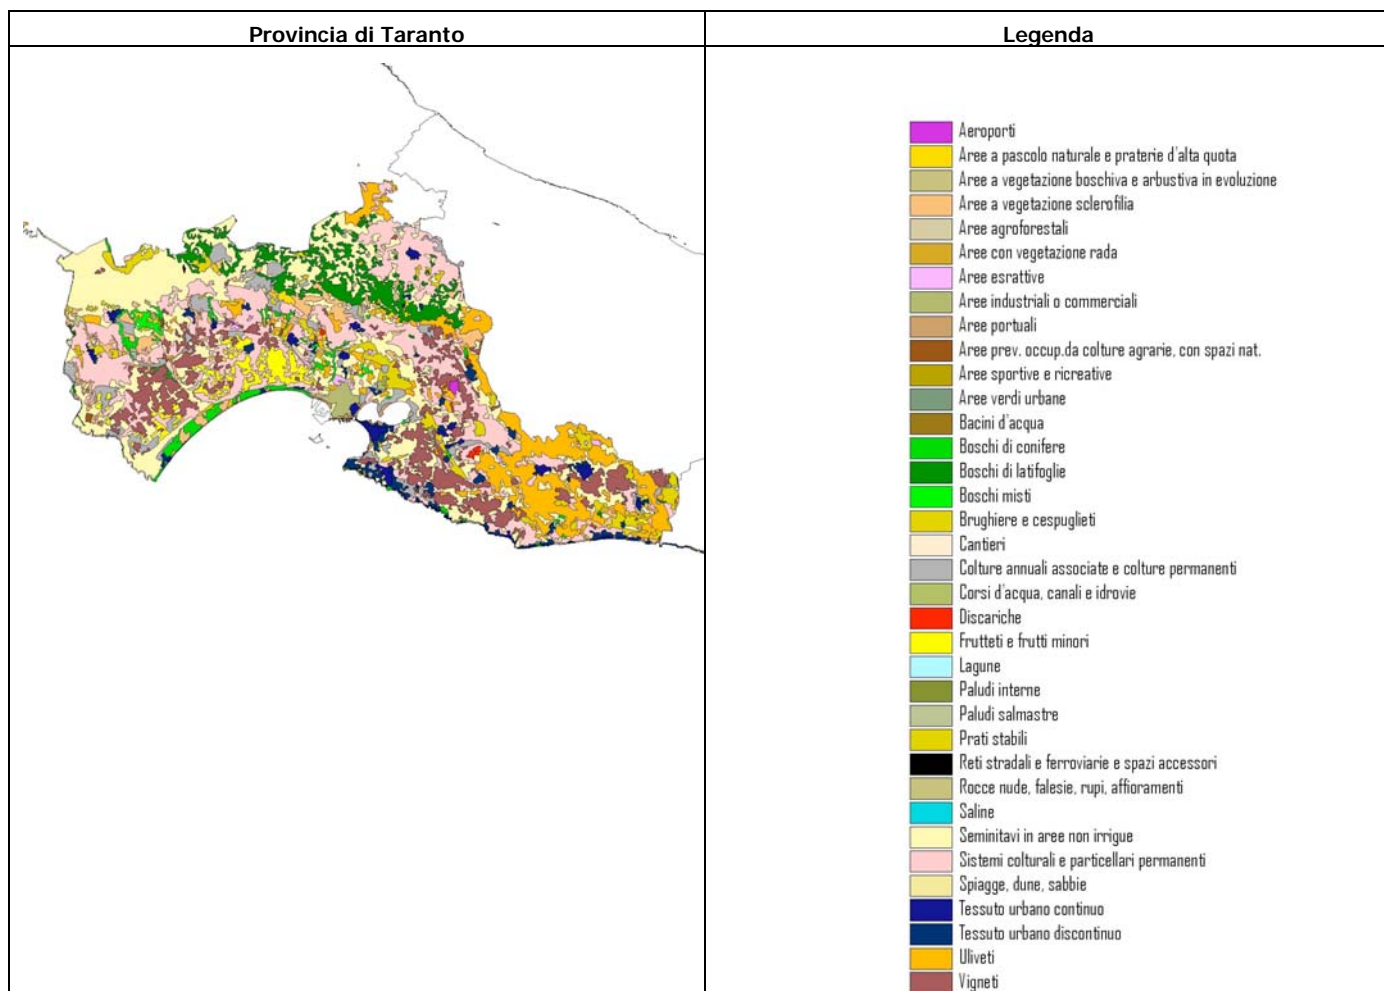 Provincia di Taranto
Legenda
Aeroporti
Aree a pascolo naturale e praterie d'alta quota
Aree a vegetazione boschiva e arbustiva in evoluzione
Aree a vegetazione sclerofilia
Aree agroforestali
Aree con vegetazione rada
Aree esrattive
Aree industriali o commerciali
Aree portuali
Aree prev. occup.da colture agrarie, con spazi nat.
Aree sportive e ricreative
Aree verdi urbane
Bacini d'acqua
Boschi di conifere
Boschi di latifoglie
Boschi misti
Brughiere e cespuglieti
Cantieri
Colture annuali associate e colture permanenti
Corsi d'acqua, canali e idrovie
Discariche
Frutteti e frutti minori
Lagune
Paludi interne
Paludi salmastre
Prati stabili
Reti stradali e ferroviarie e spazi accessori
Rocce nude, falesie, rupi, affioramenti
Saline
Seminitavi in aree non irrigue
Sistemi colturali e particellari permanenti
Spiagge, dune, sabbie
Tessuto urbano continuo
Tessuto urbano discontinuo
Uliveti
Vigneti